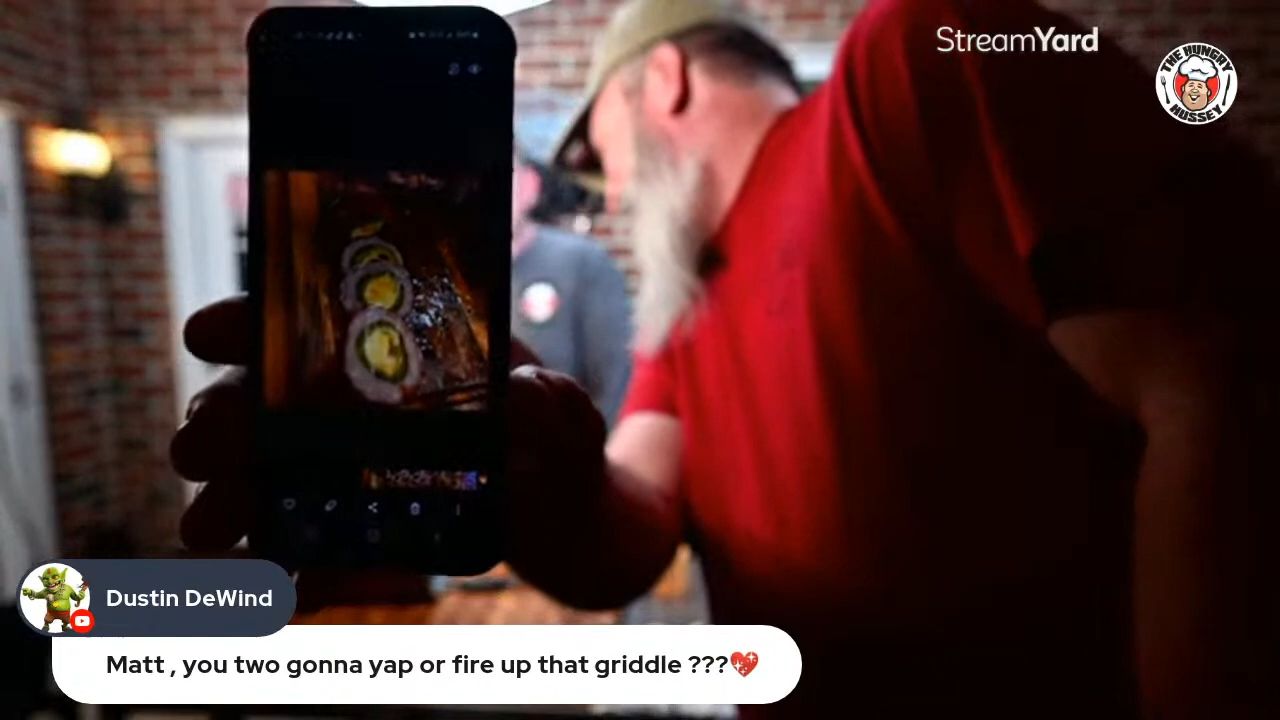 StreamYard
THE HUNGRY
HUSSEY
Dustin DeWind
Matt , you two gonna yap or fire up that griddle ???💖